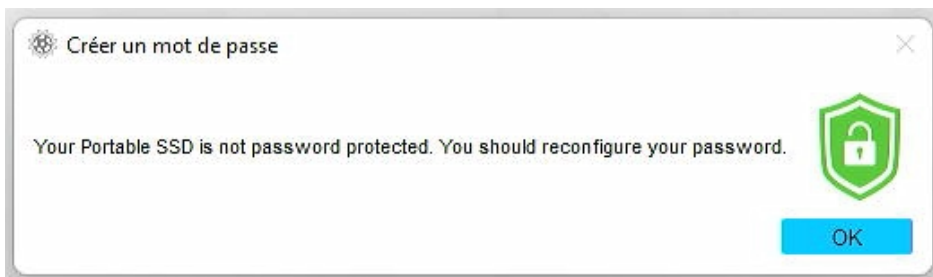 Créer un mot de passe
Your Portable SSD is not password protected. You should reconfigure your password.
OK